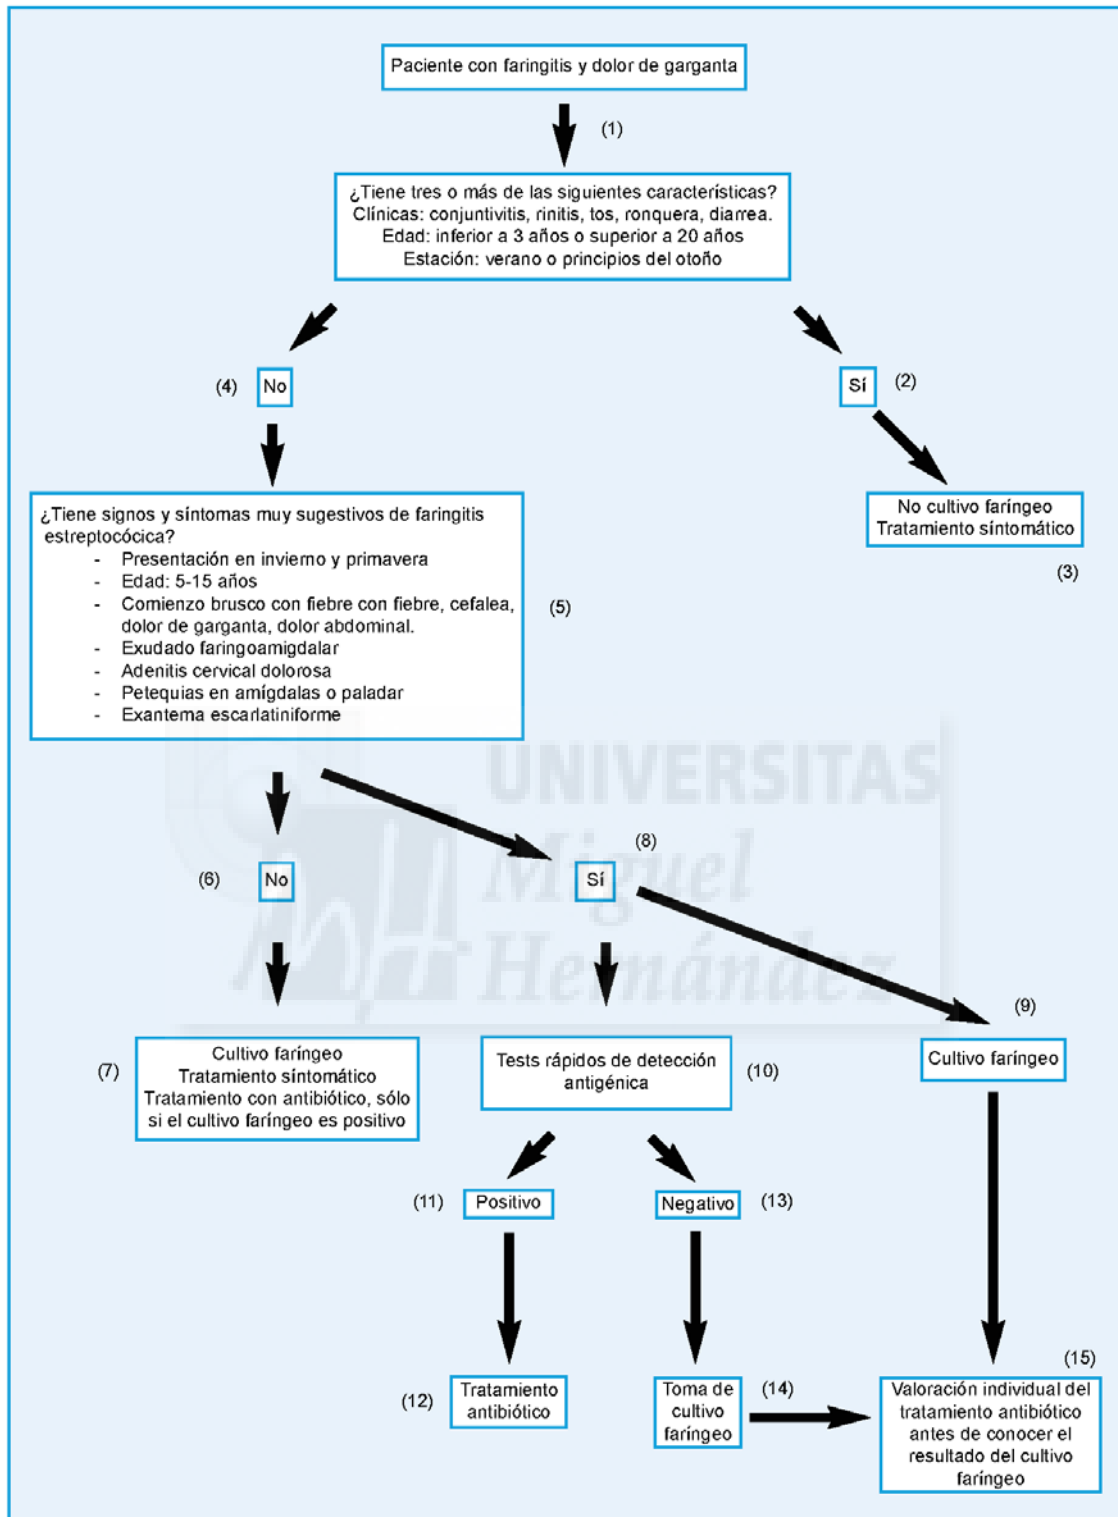 Paciente con faringitis y dolor de garganta
(1)
¿Tiene tres o más de las siguientes características?
Clínicas: conjuntivitis, rinitis, tos, ronquera, diarrea.
Edad: inferior a 3 años o superior a 20 años
Estación: verano o principios del otoño
(4)
No
Sí
(2)
¿Tiene signos y síntomas muy sugestivos de faringitis
estreptocócica?
- Presentación en invierno y primavera
- Edad: 5-15 años
- Comienzo brusco con fiebre con fiebre, cefalea,
dolor de garganta, dolor abdominal.
- Exudado faringoamigdalar
- Adenitis cervical dolorosa
- Petequias en amígdalas o paladar
- Exantema escarlatiniforme
(5)
No cultivo faríngeo
Tratamiento síntomático
(3)
UNIVERSITAS
Miguel
Hernández
(6)
No
Sí
(8)
(7)
Cultivo faríngeo
Tratamiento síntomático
Tratamiento con antibiótico, sólo
si el cultivo faríngeo es positivo
Tests rápidos de detección
antigénica
(10)
(9)
Cultivo faríngeo
(11)
Positivo
Negativo
(13)
(12)
Tratamiento
antibiótico
Toma de
cultivo
faríngeo
(14)
(15)
Valoración individual del
tratamiento antibiótico
antes de conocer el
resultado del cultivo
faríngeo